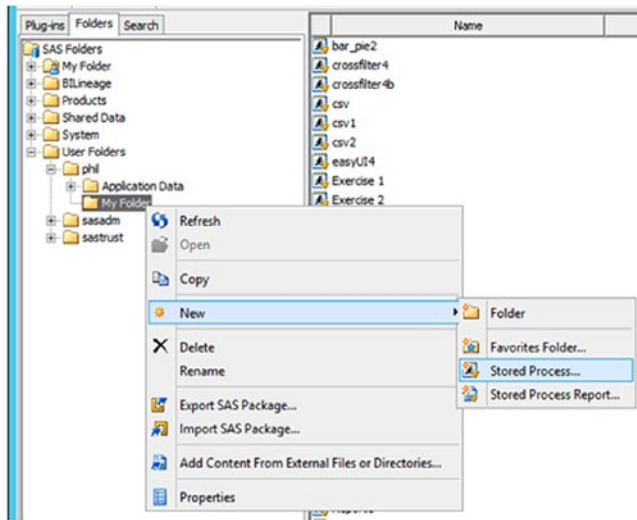 Plug-ins Folders Search
SAS Folders
My Folder
BILineage
Products
Shared Data
System
User Folders
phil
Application Data
My Folder
sasadm
sastrust
Name
bar_pie2
crossfilter4
crossfilter4b
csv
csv1
csv2
easyUI4
Exercise 1
Exercise 2
Refresh
Open
Copy
New
Delete
Rename
Export SAS Package...
Import SAS Package...
Add Content From External Files or Directories...
Properties
Folder
Favorites Folder...
Stored Process...
Stored Process Report...